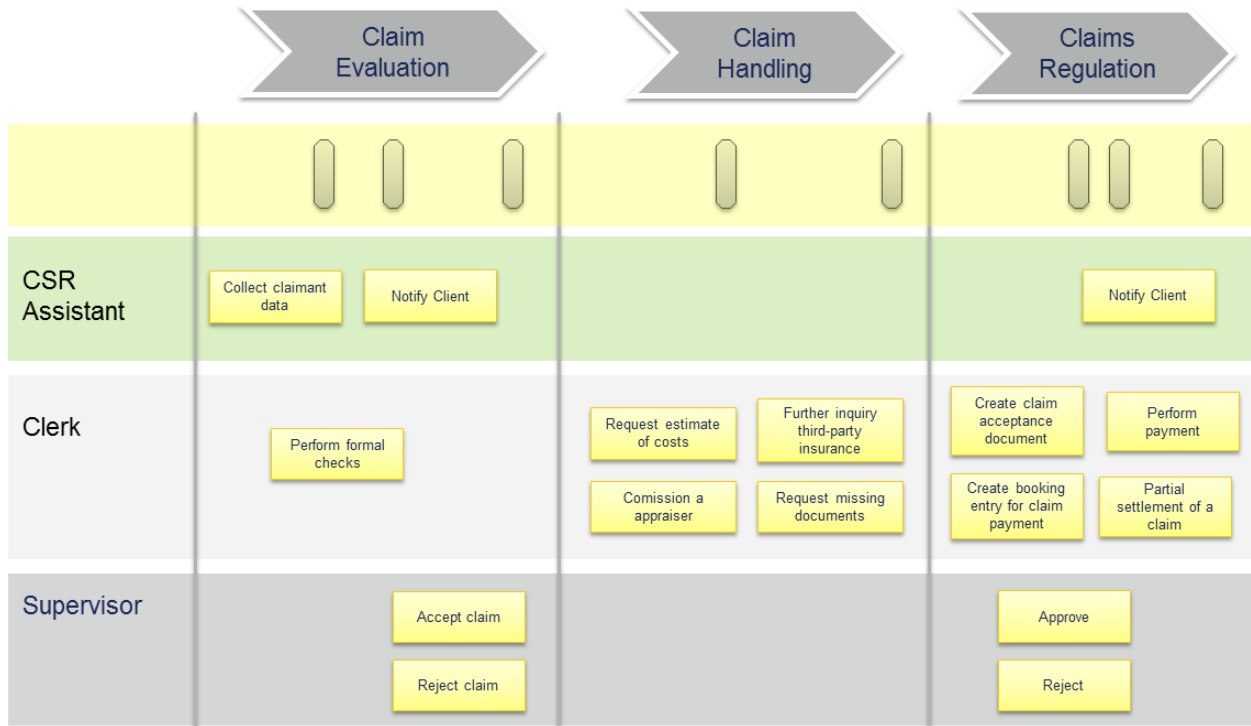 Claim
Evaluation
Claim
Handling
Claims
Regulation
CSR
Assistant
Collect claimant
data
Notify Client
Notify Client
Clerk
Perform formal
checks
Request estimate
of costs
Further inquiry
third-party
insurance
Comission a
appraiser
Request missing
documents
Create claim
acceptance
document
Perform
payment
Create booking
entry for claim
payment
Partial
settlement of a
claim
Supervisor
Accept claim
Reject claim
Approve
Reject